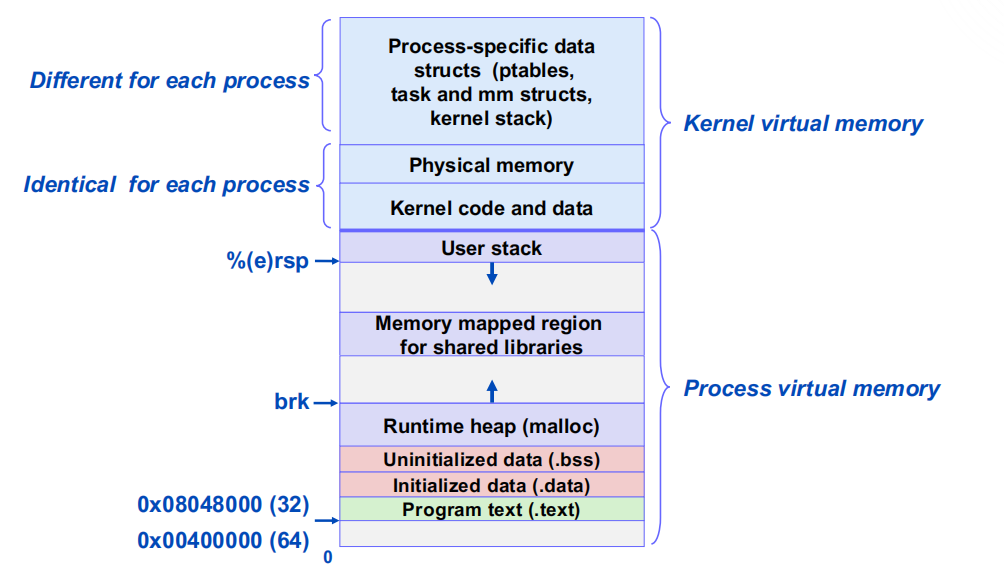 Process-specific data
structs (ptables,
task and mm structs,
kernel stack)
Different for each process
Kernel virtual memory
Physical memory
Identical for each process
Kernel code and data
User stack
%(e)rsp
Memory mapped region
for shared libraries
Process virtual memory
brk
Runtime heap (malloc)
Uninitialized data (.bss)
Initialized data (.data)
0x08048000 (32)
Program text (.text)
0x00400000 (64)
0